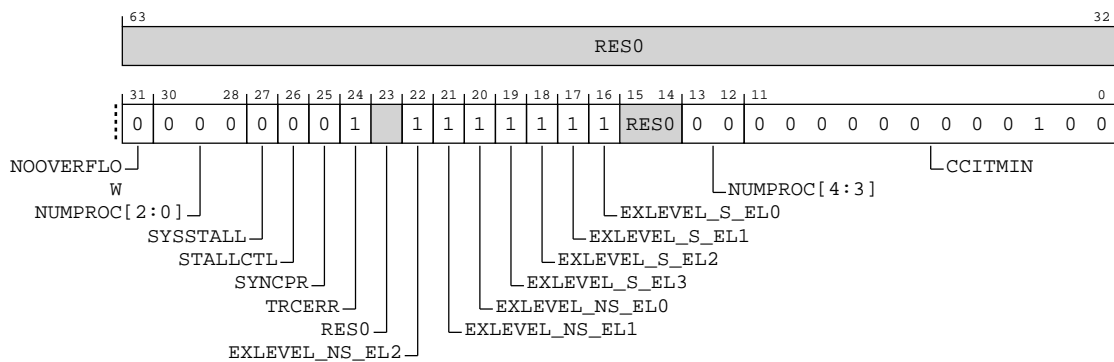 63 32
RES0
31 30 28 27 26 25 24 23 22 21 20 19 18 17 16 15 14 13 12 11 0
0 0 0 0 0 0 0 1 1 1 1 1 1 1 1 RES0 0 0 0 0 0 0 0 0 0 0 0 1 0 0
NOOVERFLO CCITMIN
W NUMPROC[4:3]
NUMPROC[2:0] EXLEVEL_S_EL0
SYSSTALL EXLEVEL_S_EL1
STALLCTL EXLEVEL_S_EL2
SYNCPR EXLEVEL_S_EL3
TRCERR EXLEVEL_NS_EL0
RES0 EXLEVEL_NS_EL1
EXLEVEL_NS_EL2